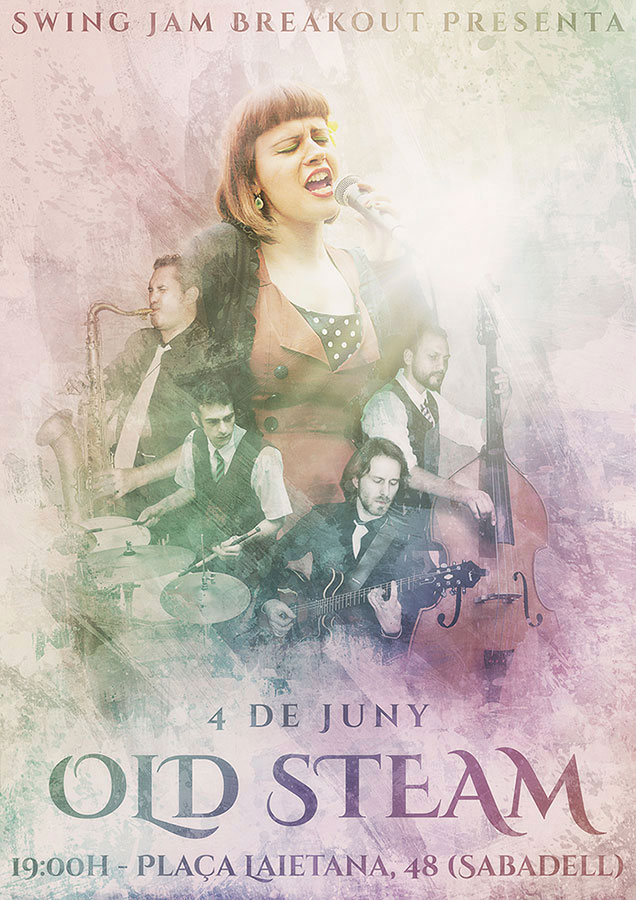 Swing Jam Breakout presenta
4 de juny
Old Steam
19:00h - Plaça Laietana, 48 (Sabadell)